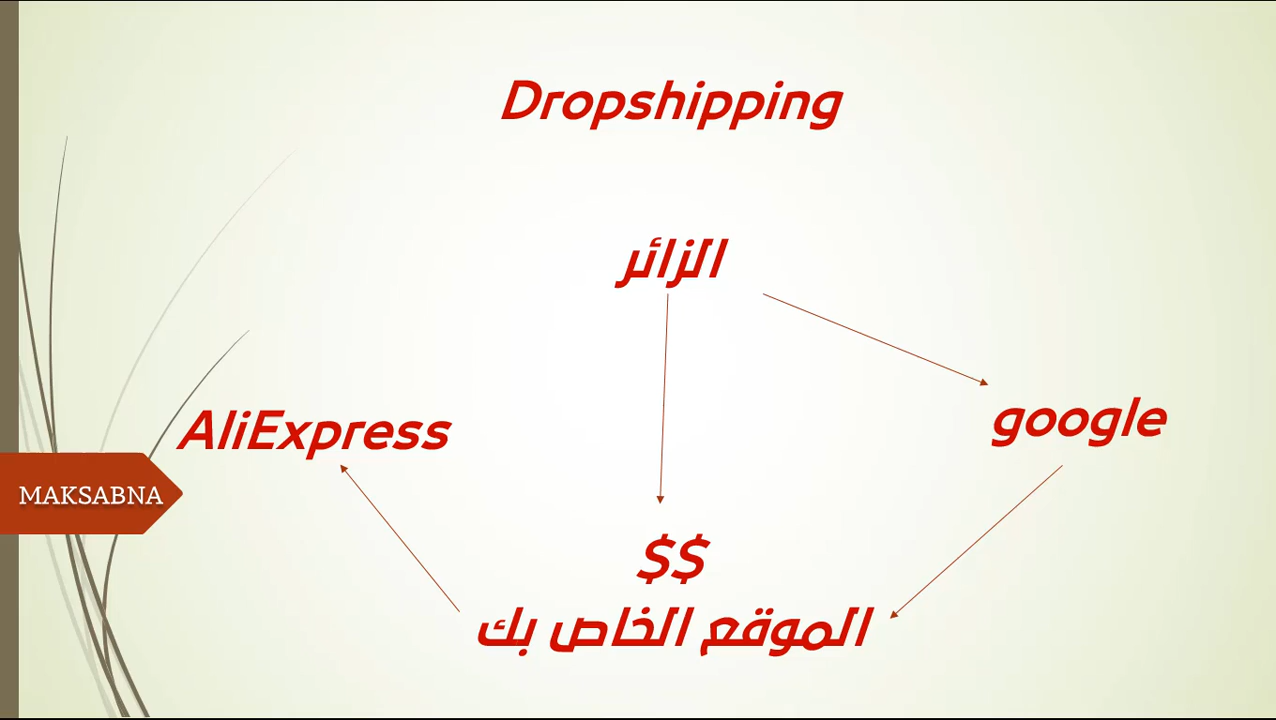 Dropshipping
الزائر
google
AliExpress
MAKSABNA
$$
الموقع الخاص بك